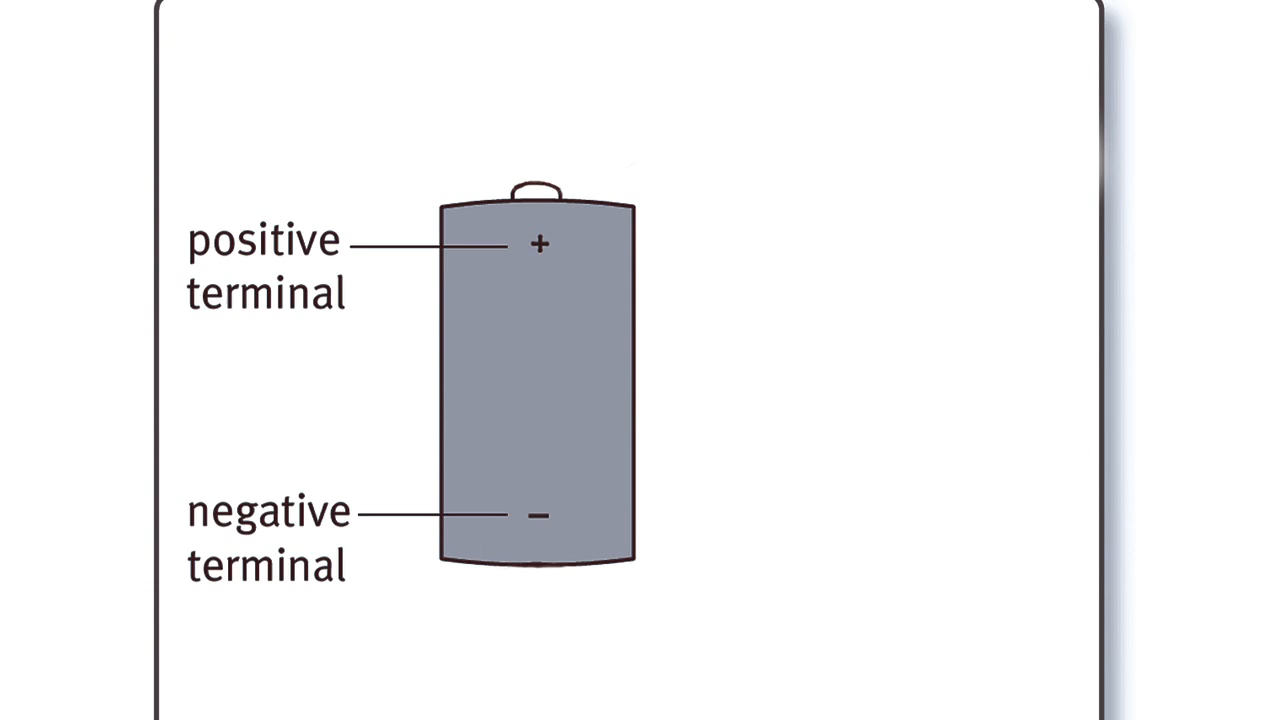 positive
terminal
+
negative
terminal
−